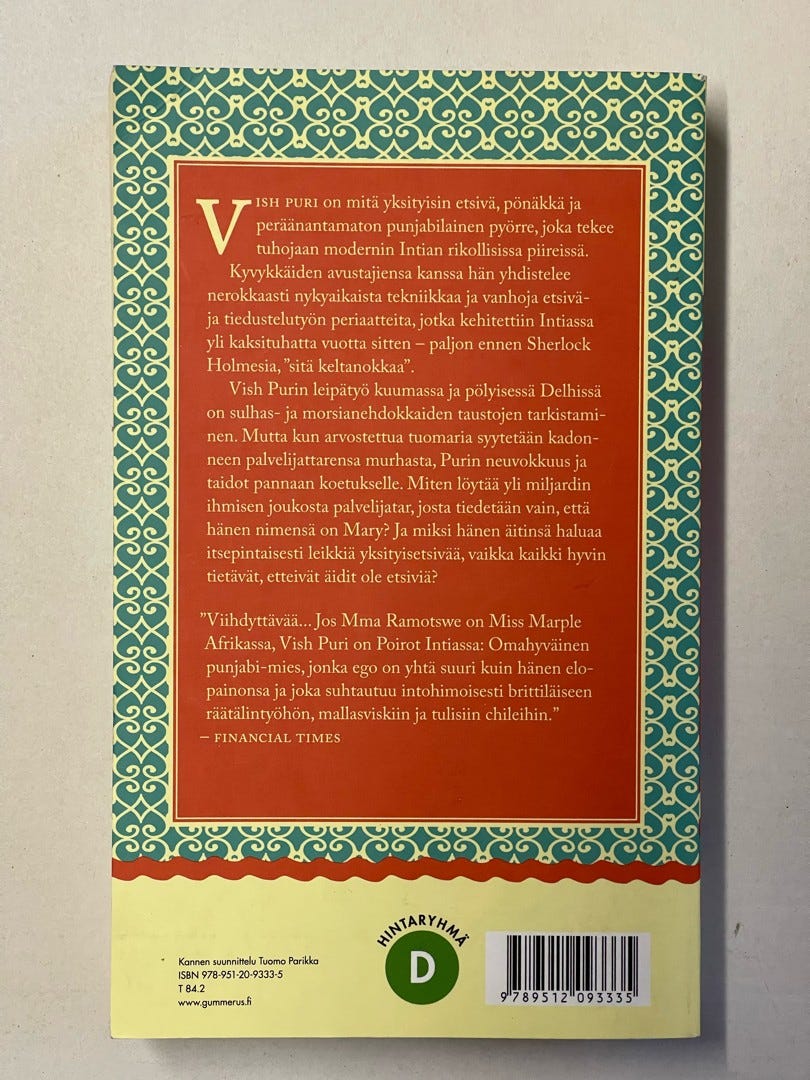 VISH PURI on mitä yksityisin etsivä, pönäkkä ja
peräänantamaton punjabilainen pyörre, joka tekee
tuhojaan modernin Intian rikollisissa piireissä.
Kyvykkäiden avustajiensa kanssa hän yhdistelee
nerokkaasti nykyaikaista tekniikkaa ja vanhoja etsivä-
ja tiedustelutyön periaatteita, jotka kehitettiin Intiassa
yli kaksituhatta vuotta sitten – paljon ennen Sherlock
Holmesia, ”sitä keltanokkaa”.
Vish Purin leipätyö kuumassa ja pölyisessä Delhissä
on sulhas- ja morsianehdokkaiden taustojen tarkistami-
nen. Mutta kun arvostettua tuomaria syytetään kadon-
neen palvelijattarensa murhasta, Purin neuvokkuus ja
taidot pannaan koetukselle. Miten löytää yli miljardin
ihmisen joukosta palvelijatar, josta tiedetään vain, että
hänen nimensä on Mary? Ja miksi hänen äitinsä haluaa
itsepintaisesti leikkiä yksityisetsivää, vaikka kaikki hyvin
tietävät, etteivät äidit ole etsiviä?
”Viihdyttävää... Jos Mma Ramotswe on Miss Marple
Afrikassa, Vish Puri on Poirot Intiassa: Omahyväinen
punjabi-mies, jonka ego on yhtä suuri kuin hänen elo-
painonsa ja joka suhtautuu intohimoisesti brittiläiseen
räätälintyöhön, mallasviskiin ja tulisiin chileihin.”
– FINANCIAL TIMES
Kannen suunnittelu Tuomo Parikka
ISBN 978-951-20-9333-5
T 84.2
www.gummerus.fi
HINTARYHMÄ
D
9789512093335